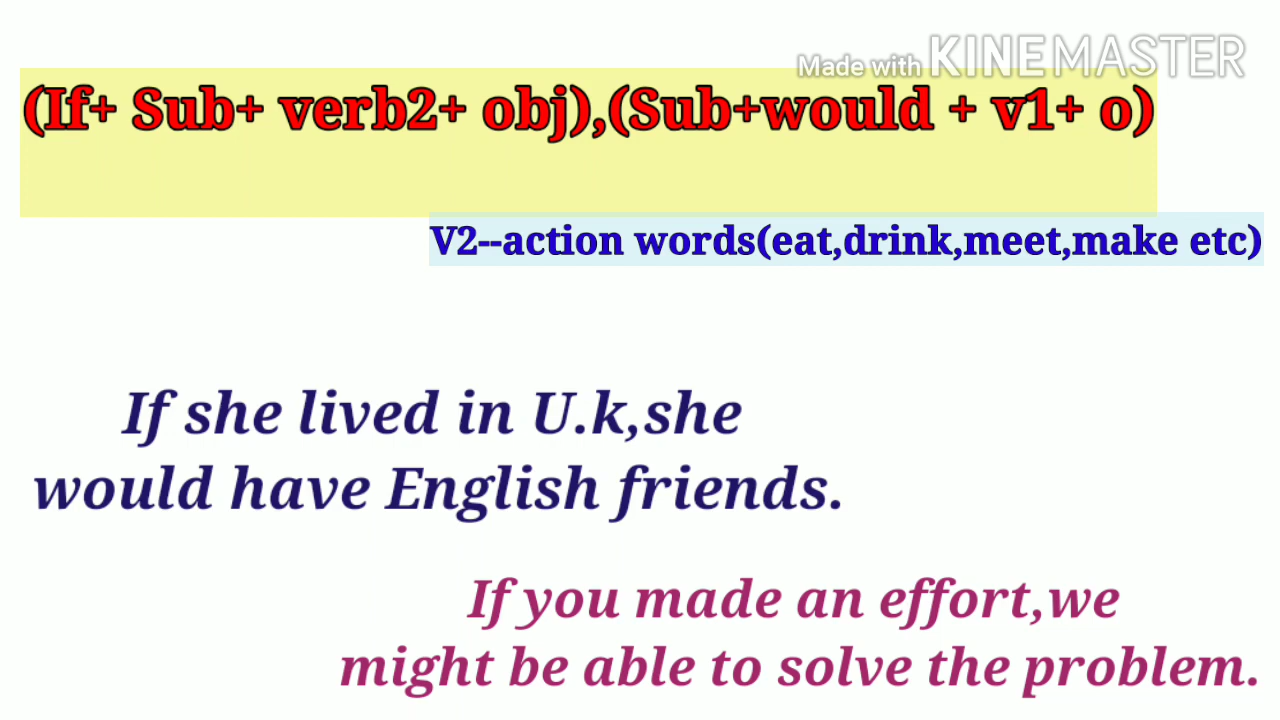 Made with KINEMASTER
(If+ Sub+ verb2+ obj),(Sub+would + v1+ o)
V2--action words(eat,drink,meet,make etc)
If she lived in U.k,she
would have English friends.
If you made an effort,we
might be able to solve the problem.